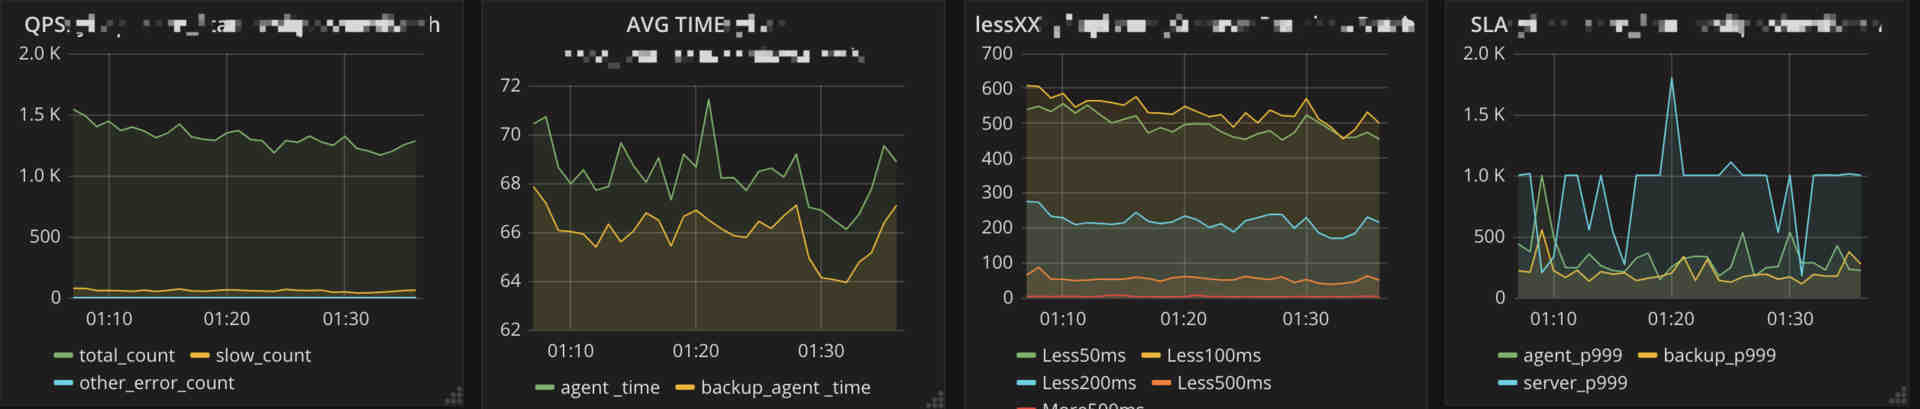 QPS:
2.0 K
1.5 K
1.0 K
500
0
01:10 01:20 01:30
total_count slow_count
other_error_count
AVG TIME
72
70
68
66
64
62
01:10 01:20 01:30
agent _time backup_agent _time
lessXX
700
600
500
400
300
200
100
0
01:10 01:20 01:30
Less50ms Less100ms
Less200ms Less500ms
More500ms
SLA
2.0 K
1.5 K
1.0 K
500
0
01:10 01:20 01:30
agent_p999 backup_p999
server_p999